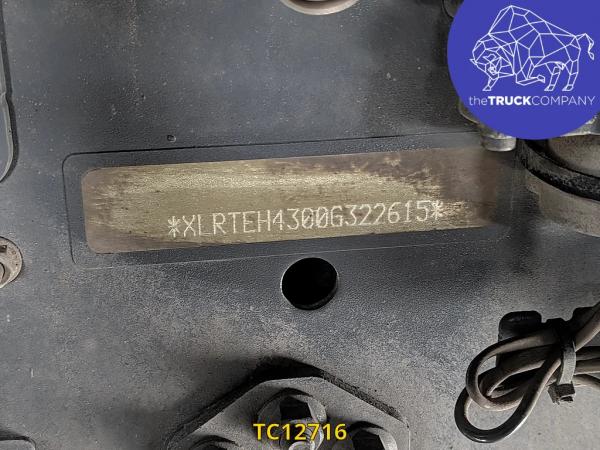 theTRUCKCOMPANY
*XLRTEH4300G322615*
TC12716